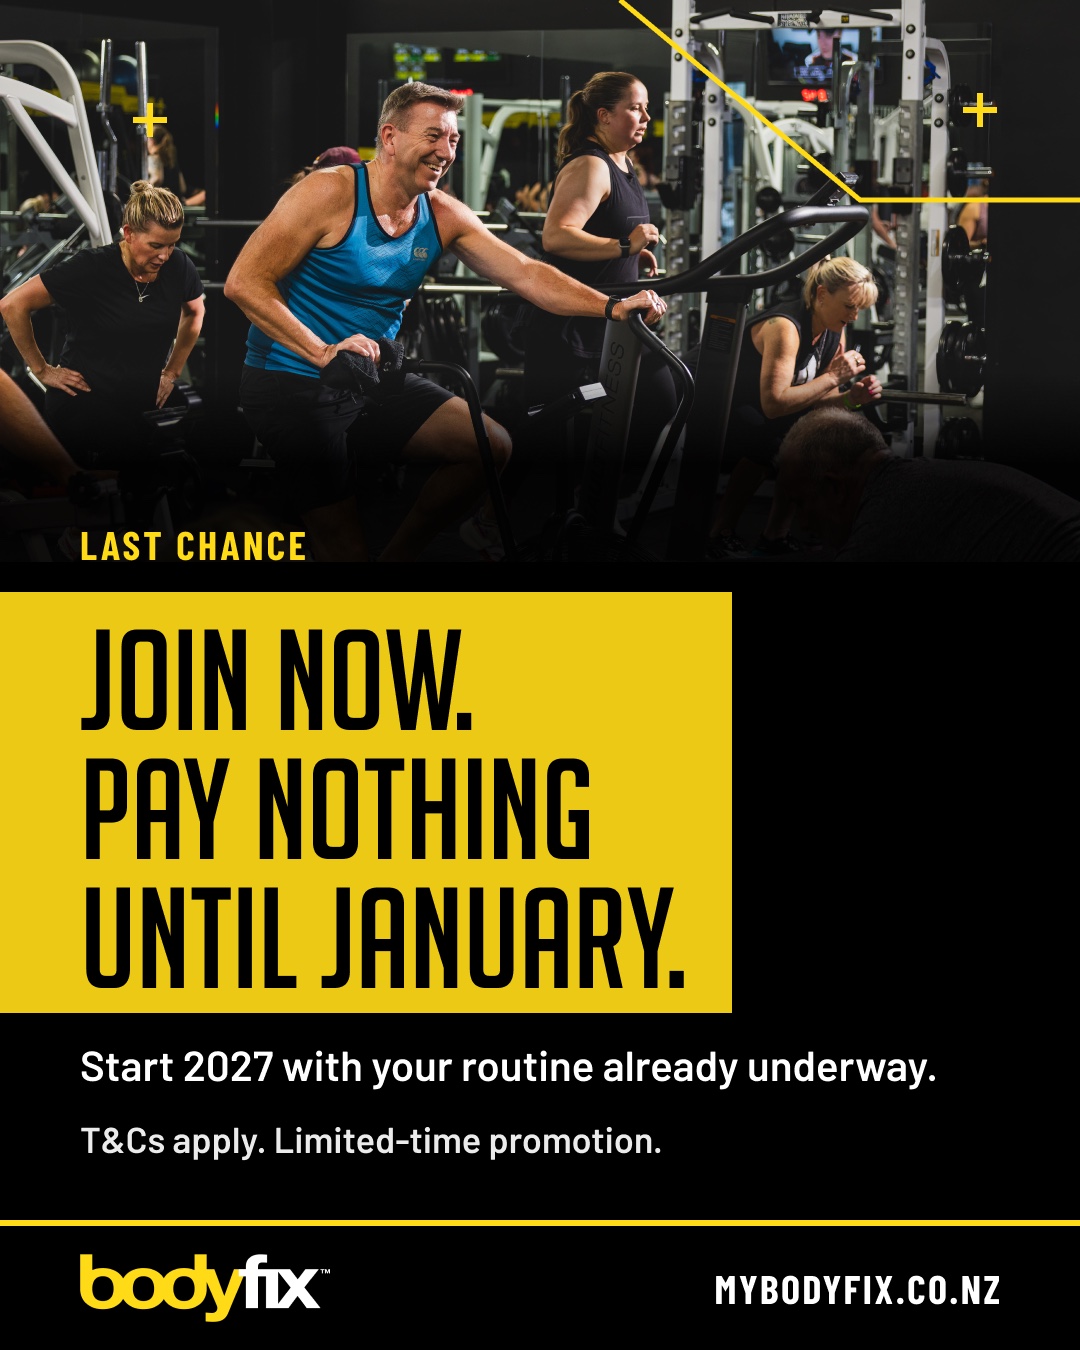 LAST CHANCE
JOIN NOW.
PAY NOTHING
UNTIL JANUARY.
Start 2027 with your routine already underway.
T&Cs apply. Limited-time promotion.
bodyfix™
MYBODYFIX.CO.NZ